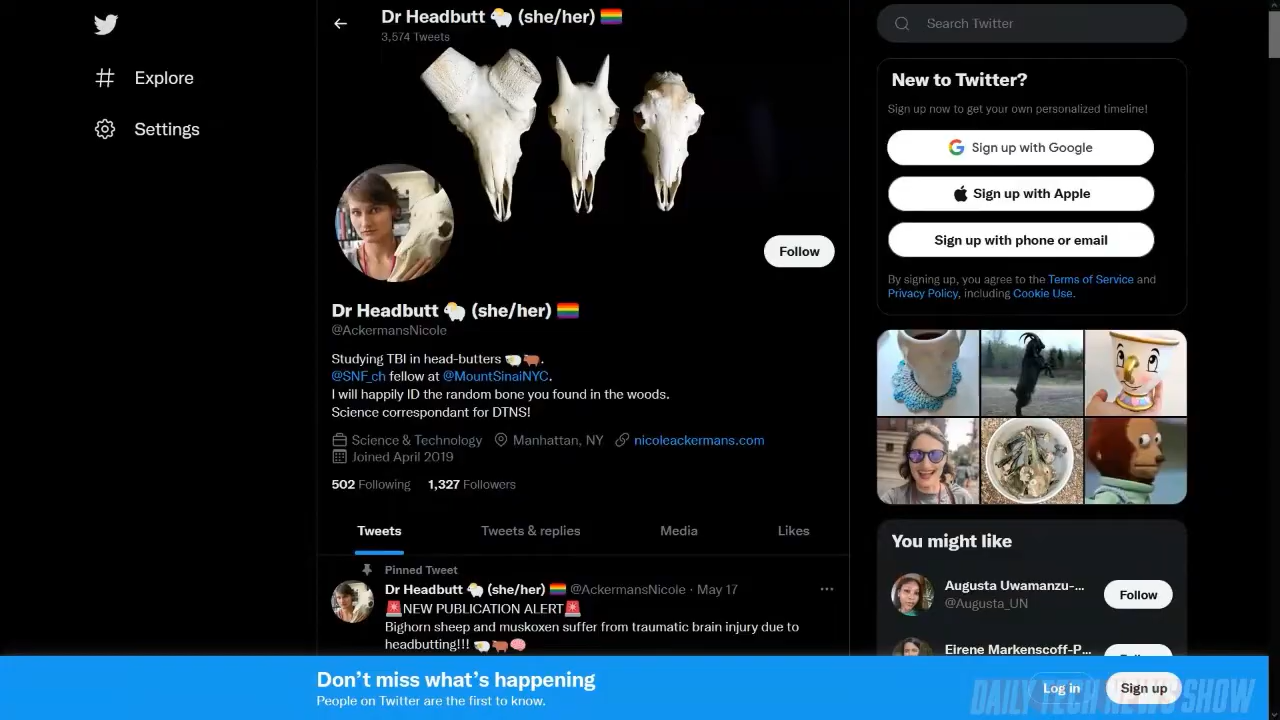 Explore
Settings
Dr Headbutt 🐑 (she/her) 🏳️‍🌈
3,574 Tweets
Follow
Dr Headbutt 🐑 (she/her) 🏳️‍🌈
@AckermansNicole
Studying TBI in head-butters 🐑🐂.
@SNF_ch fellow at @MountSinaiNYC.
I will happily ID the random bone you found in the woods.
Science correspondant for DTNS!
Science & Technology Manhattan, NY nicoleackermans.com
Joined April 2019
502 Following 1,327 Followers
Tweets Tweets & replies Media Likes
Pinned Tweet
Dr Headbutt 🐑 (she/her) 🏳️‍🌈 @AckermansNicole · May 17
🚨NEW PUBLICATION ALERT🚨
Bighorn sheep and muskoxen suffer from traumatic brain injury due to
headbutting!!! 🐑🐂🧠
Search Twitter
New to Twitter?
Sign up now to get your own personalized timeline!
Sign up with Google
Sign up with Apple
Sign up with phone or email
By signing up, you agree to the Terms of Service and
Privacy Policy, including Cookie Use.
You might like
Augusta Uwamanzu-...
@Augusta_UN
Follow
Eirene Markenscoff-P...
Don’t miss what’s happening
People on Twitter are the first to know.
Log in
Sign up
DAILY TECH NEWS SHOW